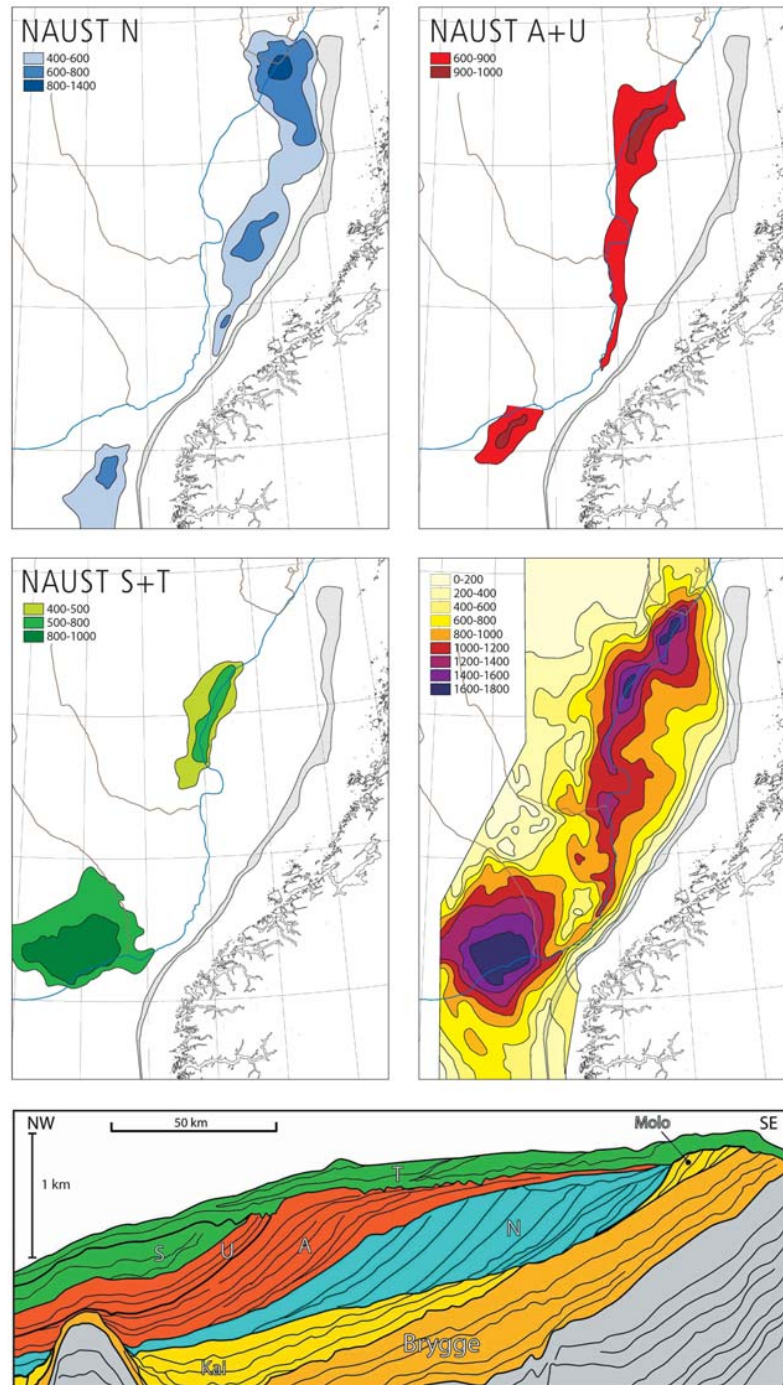 NAUST N
400-600
600-800
800-1400
NAUST A+U
600-900
900-1000
NAUST S+T
400-500
500-800
800-1000
0-200
200-400
400-600
600-800
800-1000
1000-1200
1200-1400
1400-1600
1600-1800
NW
50 km
Molo
SE
1 km
T
S
U
A
N
Brygge
Kai